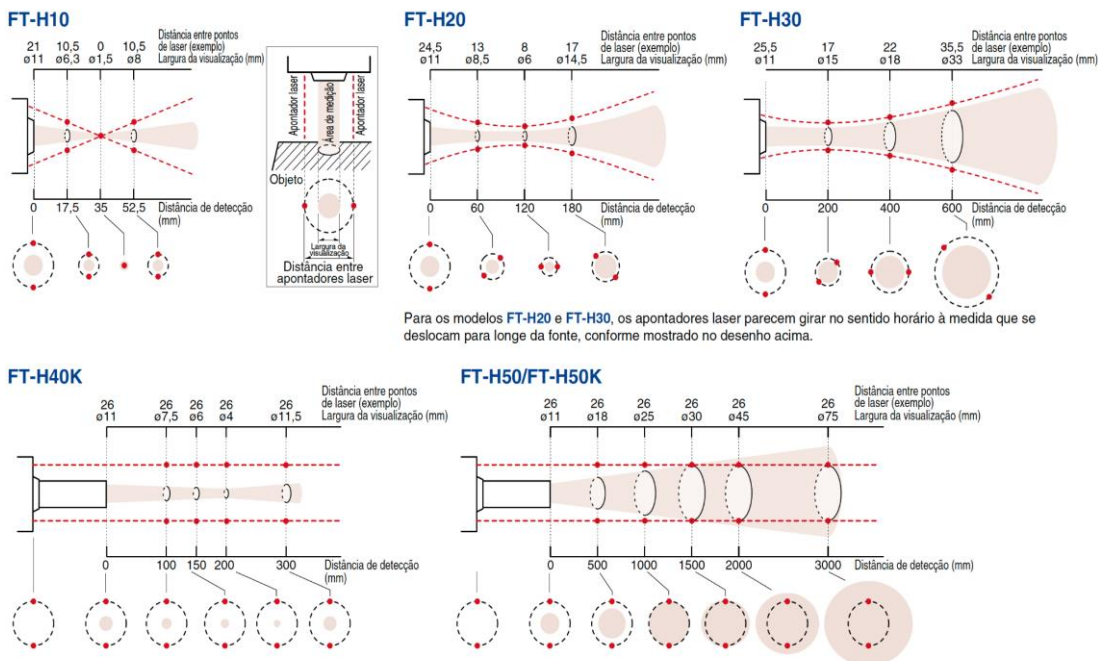 FT-H10
21 10,5 0 10,5
ø11 ø6,3 ø1,5 ø8
Distância entre pontos
de laser (exemplo)
Largura da visualização (mm)
0 17,5 35 52,5
Distância de detecção
(mm)
Apontador laser
Área de medição
Apontador laser
Objeto
Largura da
visualização
Distância entre
apontadores laser
FT-H20
24,5 13 8 17
ø11 ø8,5 ø6 ø14,5
Distância entre pontos
de laser (exemplo)
Largura da visualização (mm)
0 60 120 180
Distância de detecção
(mm)
FT-H30
25,5 17 22 35,5
ø11 ø15 ø18 ø33
Distância entre pontos
de laser (exemplo)
Largura da visualização (mm)
0 200 400 600
Distância de detecção
(mm)
Para os modelos FT-H20 e FT-H30, os apontadores laser parecem girar no sentido horário à medida que se
deslocam para longe da fonte, conforme mostrado no desenho acima.
FT-H40K
26 26 26 26 26
ø11 ø7,5 ø6 ø4 ø11,5
Distância entre pontos
de laser (exemplo)
Largura da visualização (mm)
0 100 150 200 300
Distância de detecção
(mm)
FT-H50/FT-H50K
26 26 26 26 26 26
ø11 ø18 ø25 ø30 ø45 ø75
Distância entre pontos
de laser (exemplo)
Largura da visualização (mm)
0 500 1000 1500 2000 3000
Distância de detecção (mm)